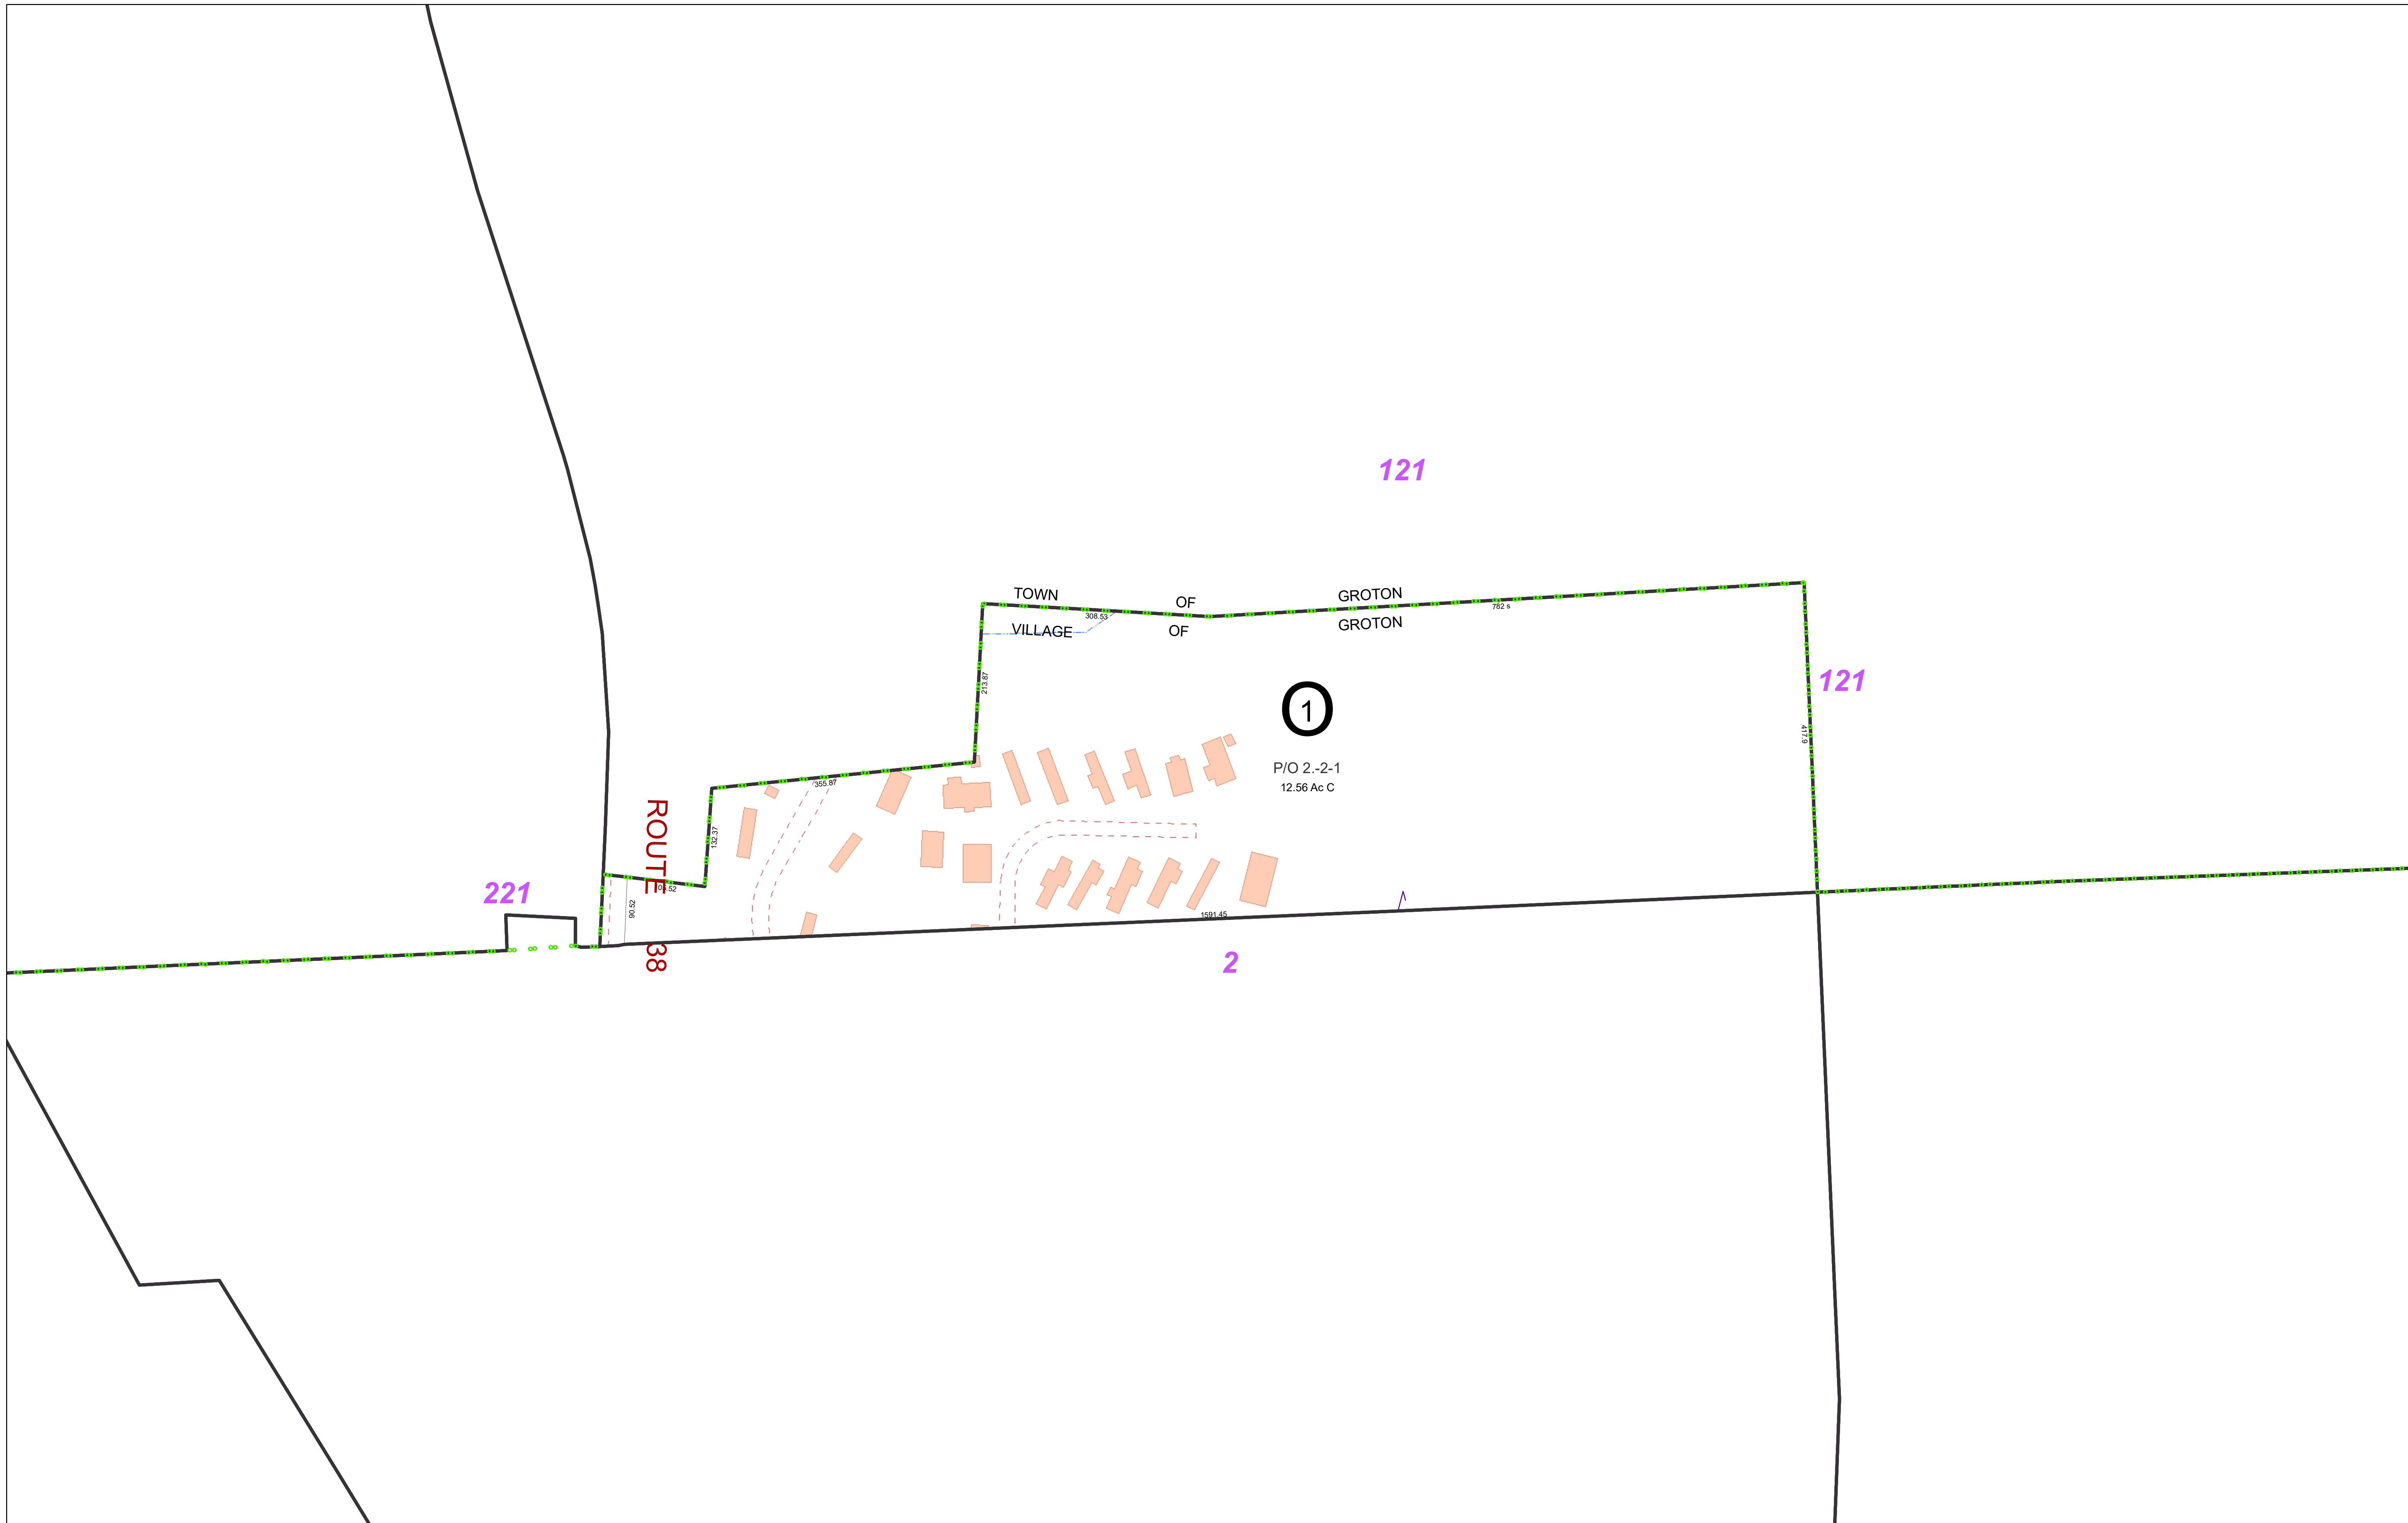 121
TOWN OF GROTON
782 s
308.53
VILLAGE OF GROTON
213.87
121
417.9
1
P/O 2.-2-1
12.56 Ac C
355.87
132.37
ROUTE 38
221
90.52
1591.45
2